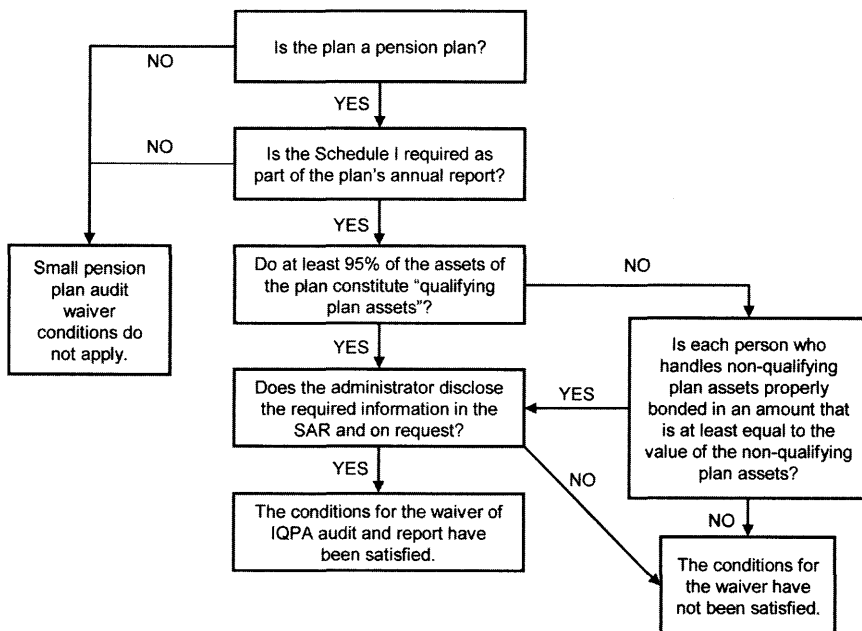 Is the plan a pension plan?
NO
YES
Is the Schedule I required as
part of the plan's annual report?
NO
YES
Small pension
plan audit
waiver
conditions do
not apply.
Do at least 95% of the assets of
the plan constitute “qualifying
plan assets”?
NO
YES
Is each person who
handles non-qualifying
plan assets properly
bonded in an amount that
is at least equal to the
value of the non-qualifying
plan assets?
YES
Does the administrator disclose
the required information in the
SAR and on request?
YES
NO
NO
The conditions for the waiver of
IQPA audit and report have
been satisfied.
The conditions for
the waiver have
not been satisfied.